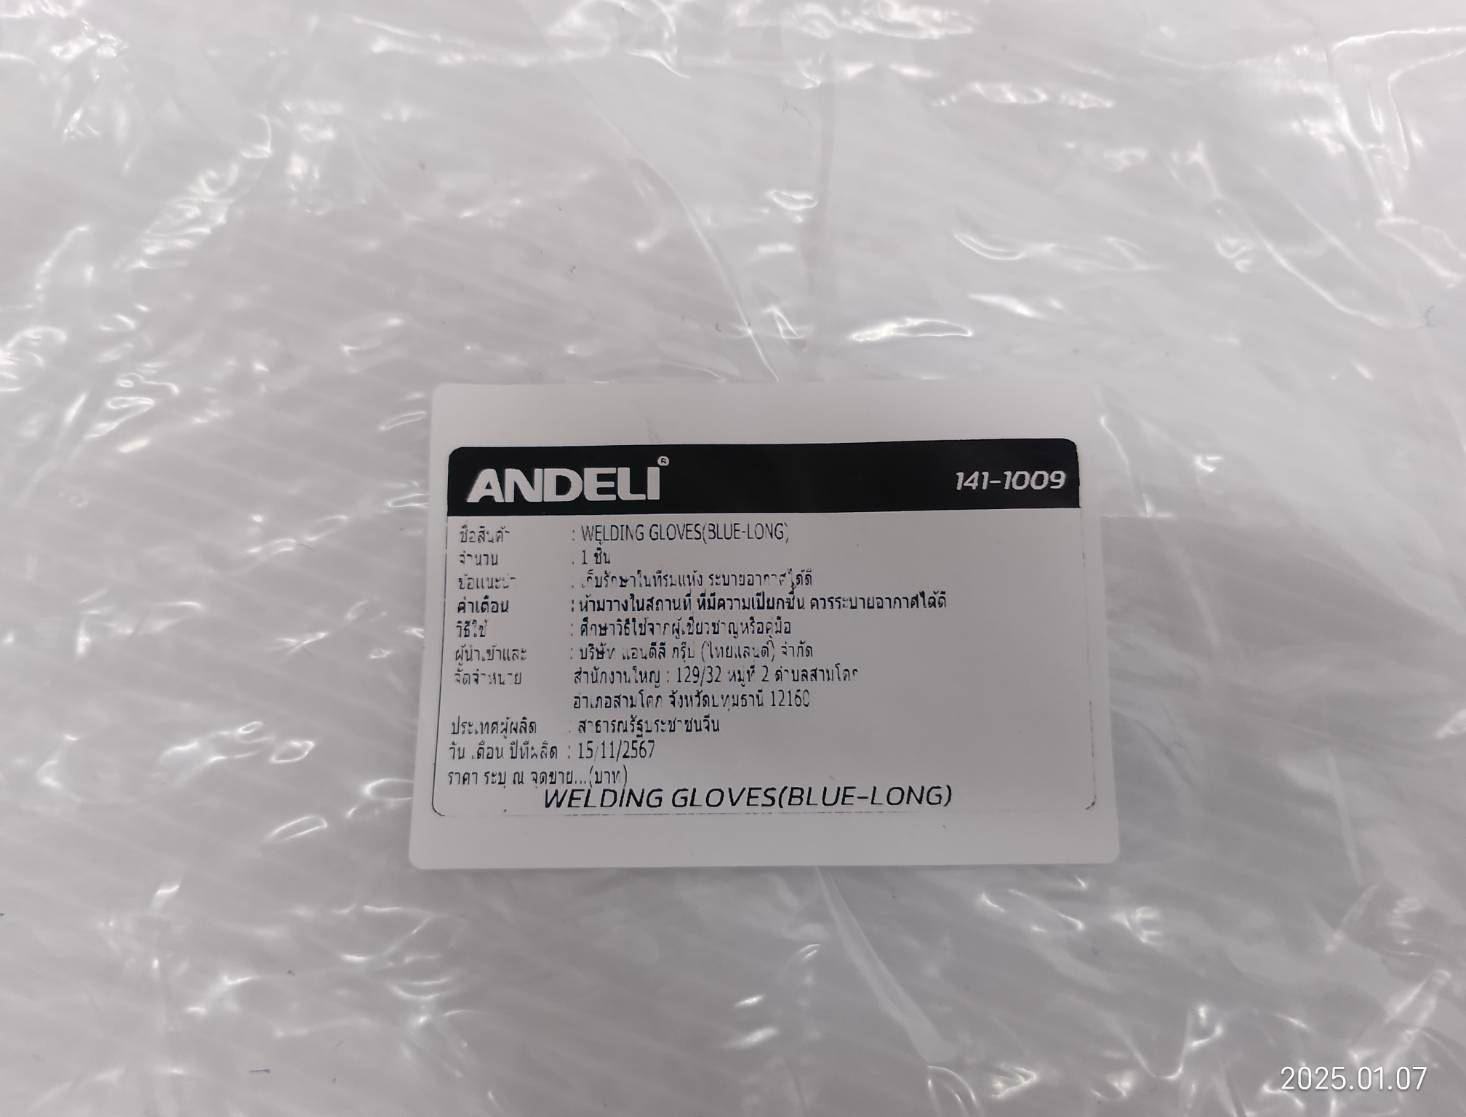 ANDELI® 141-1009
ชื่อสินค้า : WELDING GLOVES(BLUE-LONG)
จำนวน : 1 ชิ้น
ข้อแนะนำ : เก็บรักษาในที่ร่มแห้ง ระบายอากาศได้ดี
คำเตือน : ห้ามวางในสถานที่ ที่มีความเปียกชื้น ควรระบายอากาศได้ดี
วิธีใช้ : ศึกษาวิธีใช้จากผู้เชี่ยวชาญหรือคู่มือ
ผู้นำเข้าและ : บริษัท แอนดีลี กรุ๊ป (ไทยแลนด์) จำกัด
จัดจำหน่าย สำนักงานใหญ่ : 129/32 หมู่ที่ 2 ตำบลสามโคก
อำเภอสามโคก จังหวัดปทุมธานี 12160
ประเทศผู้ผลิต : สาธารณรัฐประชาชนจีน
วัน เดือน ปีที่ผลิต : 15/11/2567
ราคา ระบุ ณ จุดขาย...(บาท)
WELDING GLOVES(BLUE-LONG)
2025.01.07